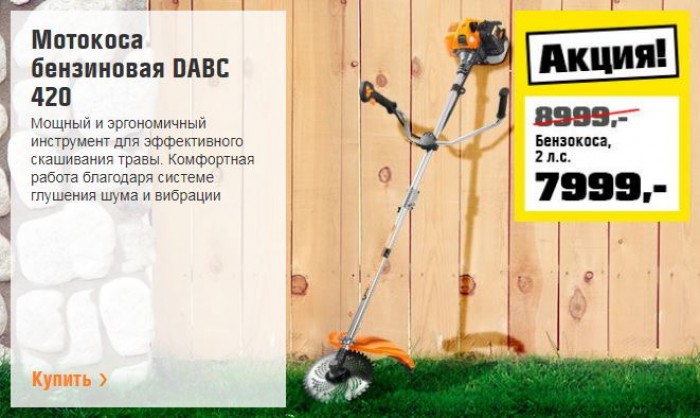 Мотокоса
бензиновая DABC
420
Мощный и эргономичный
инструмент для эффективного
скашивания травы. Комфортная
работа благодаря системе
глушения шума и вибрации
Купить >
Акция!
8999,-
Бензокоса,
2 л.с.
7999,-